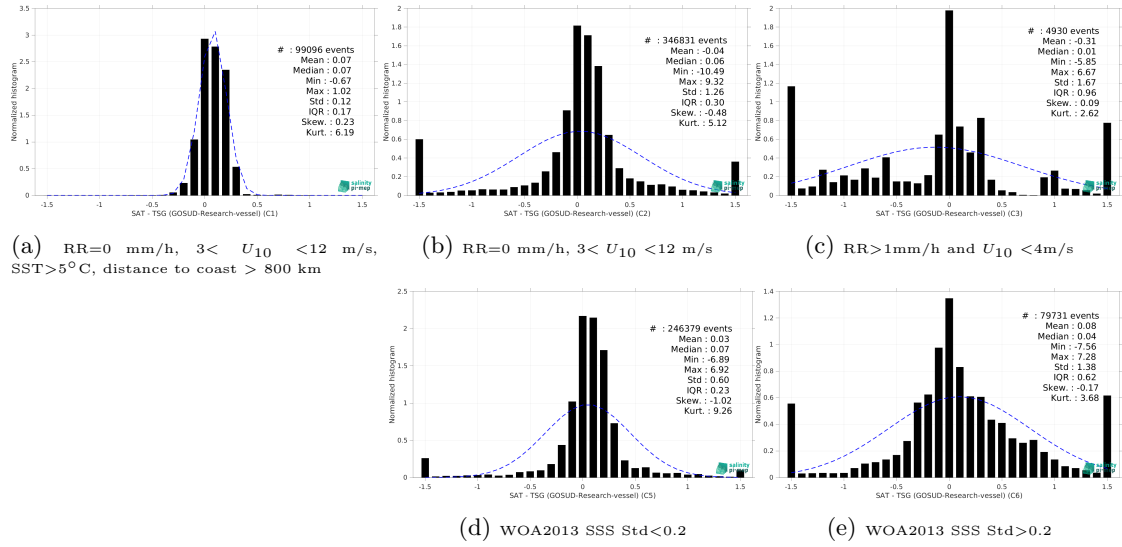 3.5
3
2.5
2
1.5
1
0.5
0
Normalized histogram
-1.5
-1
-0.5
0
0.5
1
1.5
SAT - TSG (GOSUD-Research-vessel) (C1)
# : 99096 events
Mean : 0.07
Median : 0.07
Min : -0.67
Max : 1.02
Std : 0.12
IQR : 0.17
Skew. : 0.23
Kurt. : 6.19
salinity
pi-mep
(a) RR=0 mm/h, 3< U10 <12 m/s,
SST>5°C, distance to coast > 800 km
2
1.8
1.6
1.4
1.2
1
0.8
0.6
0.4
0.2
0
Normalized histogram
-1.5
-1
-0.5
0
0.5
1
1.5
SAT - TSG (GOSUD-Research-vessel) (C2)
# : 346831 events
Mean : -0.04
Median : 0.06
Min : -10.49
Max : 9.32
Std : 1.26
IQR : 0.30
Skew. : -0.48
Kurt. : 5.12
salinity
pi-mep
(b) RR=0 mm/h, 3< U10 <12 m/s
2
1.8
1.6
1.4
1.2
1
0.8
0.6
0.4
0.2
0
Normalized histogram
-1.5
-1
-0.5
0
0.5
1
1.5
SAT - TSG (GOSUD-Research-vessel) (C3)
# : 4930 events
Mean : -0.31
Median : 0.01
Min : -5.85
Max : 6.67
Std : 1.67
IQR : 0.96
Skew. : 0.09
Kurt. : 2.62
salinity
pi-mep
(c) RR>1mm/h and U10 <4m/s
2.5
2
1.5
1
0.5
0
Normalized histogram
-1.5
-1
-0.5
0
0.5
1
1.5
SAT - TSG (GOSUD-Research-vessel) (C5)
# : 246379 events
Mean : 0.03
Median : 0.07
Min : -6.89
Max : 6.92
Std : 0.60
IQR : 0.23
Skew. : -1.02
Kurt. : 9.26
salinity
pi-mep
(d) WOA2013 SSS Std<0.2
1.4
1.2
1
0.8
0.6
0.4
0.2
0
Normalized histogram
-1.5
-1
-0.5
0
0.5
1
1.5
SAT - TSG (GOSUD-Research-vessel) (C6)
# : 79731 events
Mean : 0.08
Median : 0.04
Min : -7.56
Max : 7.28
Std : 1.38
IQR : 0.62
Skew. : -0.17
Kurt. : 3.68
salinity
pi-mep
(e) WOA2013 SSS Std>0.2